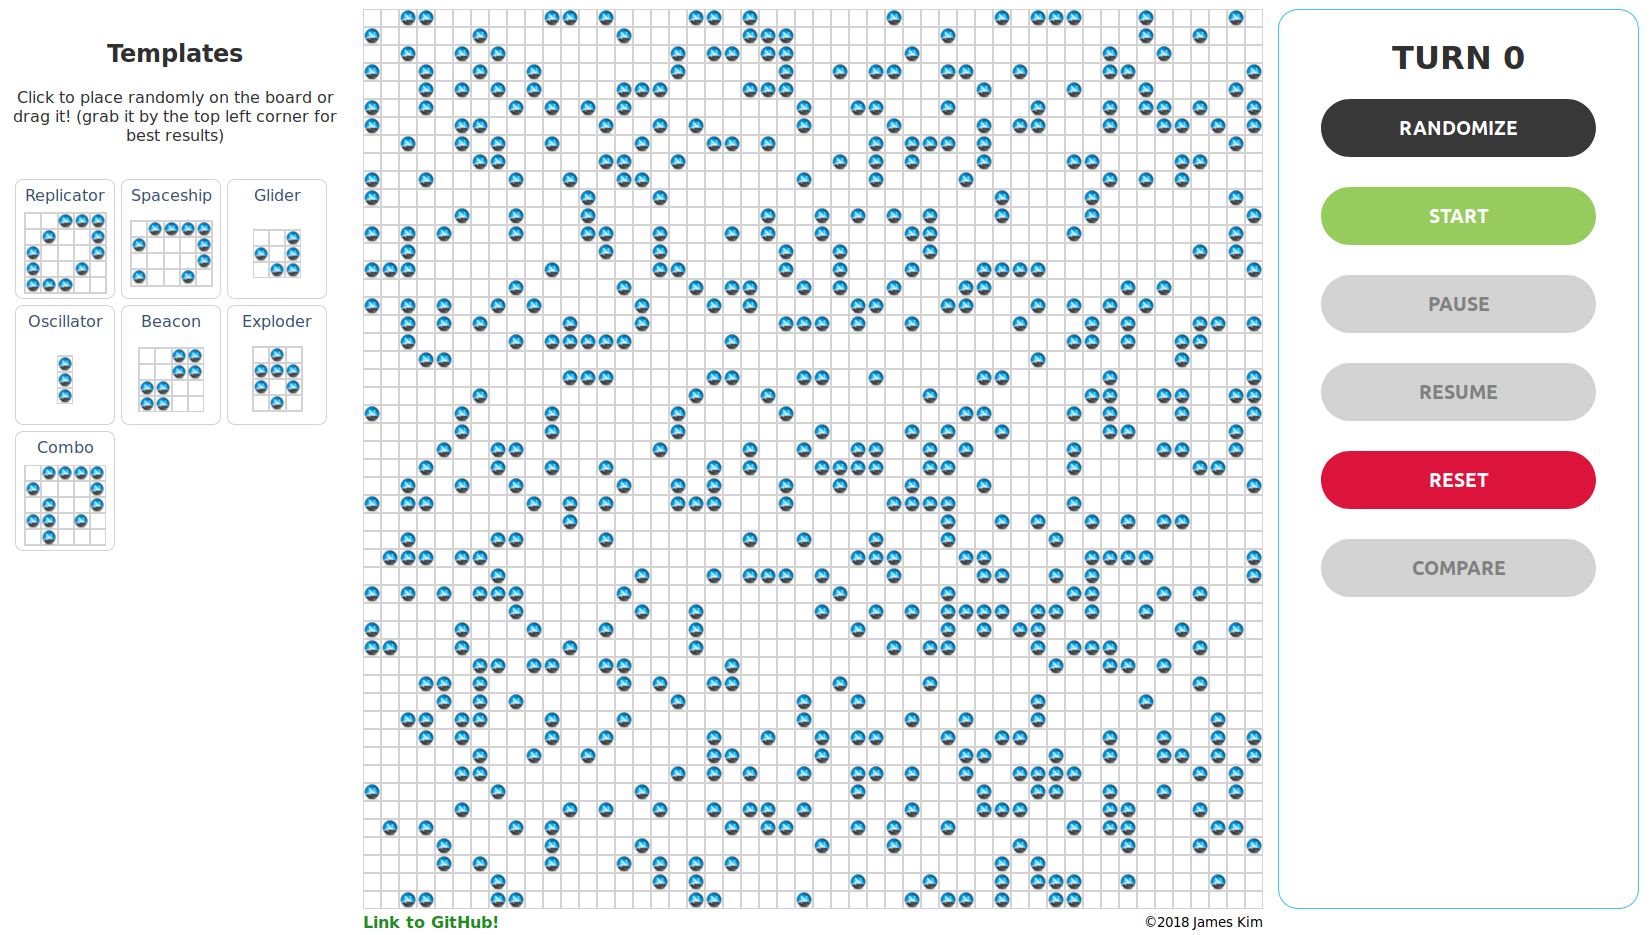 Templates
Click to place randomly on the board or
drag it! (grab it by the top left corner for
best results)
Replicator
Spaceship
Glider
Oscillator
Beacon
Exploder
Combo
TURN 0
RANDOMIZE
START
PAUSE
RESUME
RESET
COMPARE
Link to GitHub!
©2018 James Kim